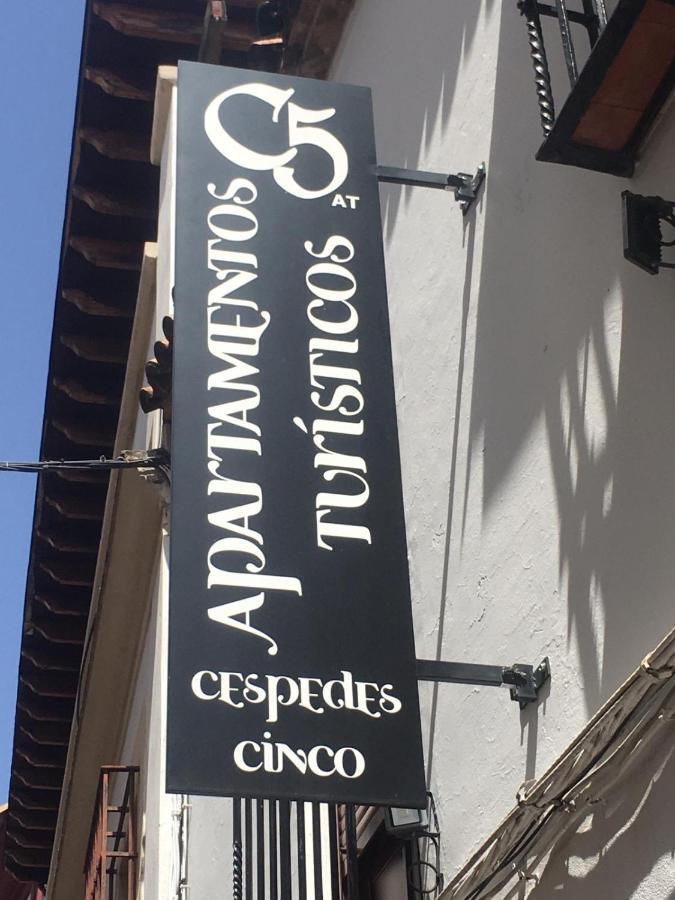 C5
AT
APARTAMENTOS
TURÍSTICOS
CESPEDES
CINCO